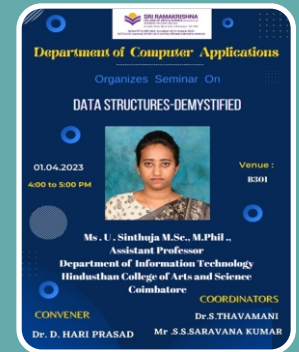 SRI RAMAKRISHNA
Department of Computer Applications
Organizes Seminar On
DATA STRUCTURES-DEMYSTIFIED
01.04.2023
4:00 to 5:00 PM
Venue :
B301
Ms . U . Sinthuja M.Sc., M.Phil .,
Assistant Professor
Department of Information Technology
Hindusthan College of Arts and Science
Coimbatore
COORDINATORS
CONVENER
Dr.S.THAVAMANI
Dr. D. HARI PRASAD
Mr .S.S.SARAVANA KUMAR